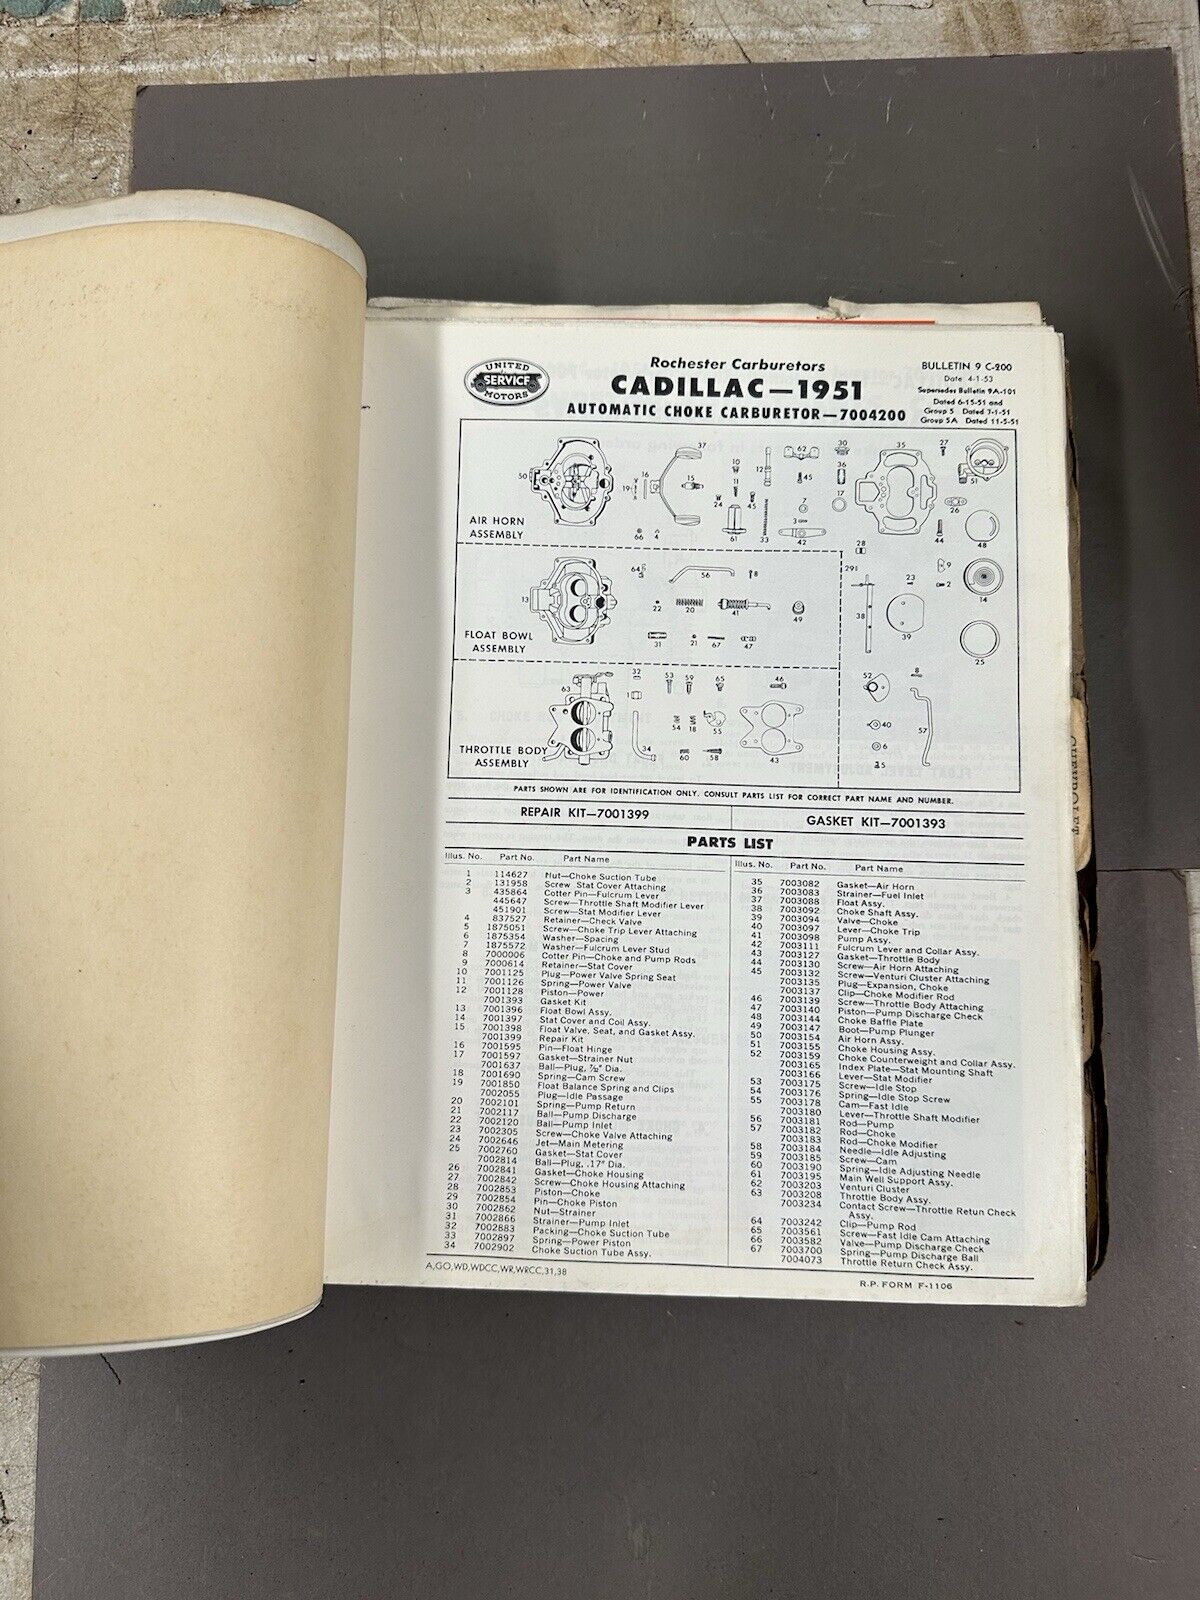 UNITED
SERVICE
MOTORS
Rochester Carburetors
CADILLAC—1951
AUTOMATIC CHOKE CARBURETOR—7004200
BULLETIN 9 C-200
Date 4-1-53
Supersedes Bulletin 9A-101
Dated 6-15-51 and
Group 5 Dated 7-1-51
Group 5A Dated 11-5-51
AIR HORN
ASSEMBLY
FLOAT BOWL
ASSEMBLY
THROTTLE BODY
ASSEMBLY
PARTS SHOWN ARE FOR IDENTIFICATION ONLY. CONSULT PARTS LIST FOR CORRECT PART NAME AND NUMBER.
REPAIR KIT—7001399
GASKET KIT—7001393
PARTS LIST
Illus. No. Part No. Part Name
1 114627 Nut—Choke Suction Tube
2 131958 Screw Stat Cover Attaching
3 435864 Cotter Pin—Fulcrum Lever
445647 Screw—Throttle Shaft Modifier Lever
451901 Screw—Stat Modifier Lever
4 837527 Retainer—Check Valve
5 1875051 Screw—Choke Trip Lever Attaching
6 1875354 Washer—Spacing
7 1875572 Washer—Fulcrum Lever Stud
8 7000006 Cotter Pin—Choke and Pump Rods
9 7000614 Retainer—Stat Cover
10 7001125 Plug—Power Valve Spring Seat
11 7001126 Spring—Power Valve
12 7001128 Piston—Power
7001393 Gasket Kit
13 7001396 Float Bowl Assy.
14 7001397 Stat Cover and Coil Assy.
15 7001398 Float Valve, Seat, and Gasket Assy.
7001399 Repair Kit
16 7001595 Pin—Float Hinge
17 7001597 Gasket—Strainer Nut
7001637 Ball—Plug, 7/32" Dia.
18 7001690 Spring—Cam Screw
19 7001850 Float Balance Spring and Clips
7002055 Plug—Idle Passage
20 7002101 Spring—Pump Return
21 7002117 Ball—Pump Discharge
22 7002120 Ball—Pump Inlet
23 7002305 Screw—Choke Valve Attaching
24 7002646 Jet—Main Metering
25 7002760 Gasket—Stat Cover
7002814 Ball—Plug, .17" Dia.
26 7002841 Gasket—Choke Housing
27 7002842 Screw—Choke Housing Attaching
28 7002853 Piston—Choke
29 7002854 Pin—Choke Piston
30 7002862 Nut—Strainer
31 7002866 Strainer—Pump Inlet
32 7002883 Packing—Choke Suction Tube
33 7002897 Spring—Power Piston
34 7002902 Choke Suction Tube Assy.
Illus. No. Part No. Part Name
35 7003082 Gasket—Air Horn
36 7003083 Strainer—Fuel Inlet
37 7003088 Float Assy.
38 7003092 Choke Shaft Assy.
39 7003094 Valve—Choke
40 7003097 Lever—Choke Trip
41 7003098 Pump Assy.
42 7003111 Fulcrum Lever and Collar Assy.
43 7003127 Gasket—Throttle Body
44 7003130 Screw—Air Horn Attaching
45 7003132 Screw—Venturi Cluster Attaching
7003135 Plug—Expansion, Choke
7003137 Clip—Choke Modifier Rod
46 7003139 Screw—Throttle Body Attaching
47 7003140 Piston—Pump Discharge Check
48 7003144 Choke Baffle Plate
49 7003147 Boot—Pump Plunger
50 7003154 Air Horn Assy.
51 7003155 Choke Housing Assy.
52 7003159 Choke Counterweight and Collar Assy.
7003165 Index Plate—Stat Mounting Shaft
7003166 Lever—Stat Modifier
53 7003175 Screw—Idle Stop
54 7003176 Spring—Idle Stop Screw
55 7003178 Cam—Fast Idle
7003180 Lever—Throttle Shaft Modifier
56 7003181 Rod—Pump
57 7003182 Rod—Choke
7003183 Rod—Choke Modifier
58 7003184 Needle—Idle Adjusting
59 7003185 Screw—Cam
60 7003190 Spring—Idle Adjusting Needle
61 7003195 Main Well Support Assy.
62 7003203 Venturi Cluster
63 7003208 Throttle Body Assy.
7003234 Contact Screw—Throttle Retun Check
Assy.
64 7003242 Clip—Pump Rod
65 7003561 Screw—Fast Idle Cam Attaching
66 7003582 Valve—Pump Discharge Check
67 7003700 Spring—Pump Discharge Ball
7004073 Throttle Return Check Assy.
A,GO,WD,WDCC,WR,WRCC,31,38
R.P. FORM F-1106
CHEVROLET